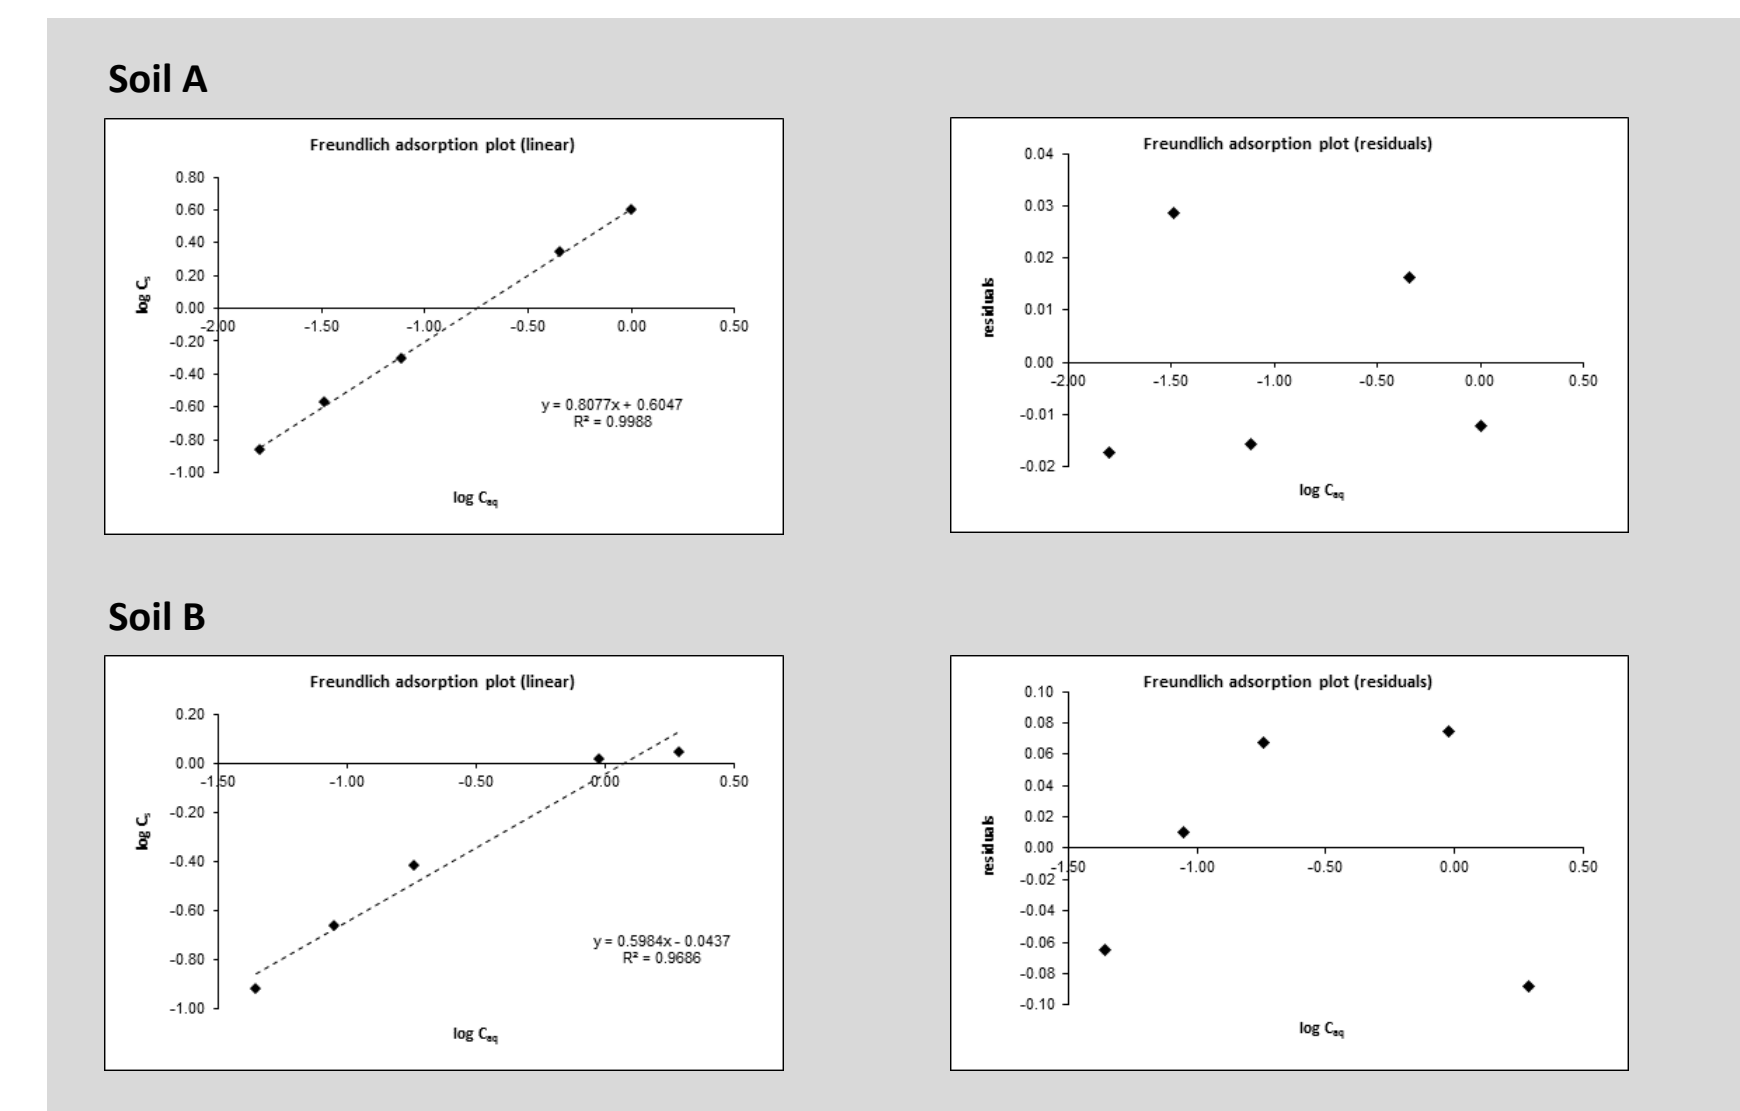 Soil A
Freundlich adsorption plot (linear)
0.80
0.60
0.40
0.20
0.00
-0.20
-0.40
-0.60
-0.80
-1.00
-2.00 -1.50 -1.00 -0.50 0.00 0.50
log Cs
log Caq
y = 0.8077x + 0.6047
R² = 0.9988
Freundlich adsorption plot (residuals)
0.04
0.03
0.02
0.01
0.00
-0.01
-0.02
-2.00 -1.50 -1.00 -0.50 0.00 0.50
residuals
log Caq
Soil B
Freundlich adsorption plot (linear)
0.20
0.00
-0.20
-0.40
-0.60
-0.80
-1.00
-1.50 -1.00 -0.50 0.00 0.50
log Cs
log Caq
y = 0.5984x - 0.0437
R² = 0.9686
Freundlich adsorption plot (residuals)
0.10
0.08
0.06
0.04
0.02
0.00
-0.02
-0.04
-0.06
-0.08
-0.10
-1.50 -1.00 -0.50 0.00 0.50
residuals
log Caq